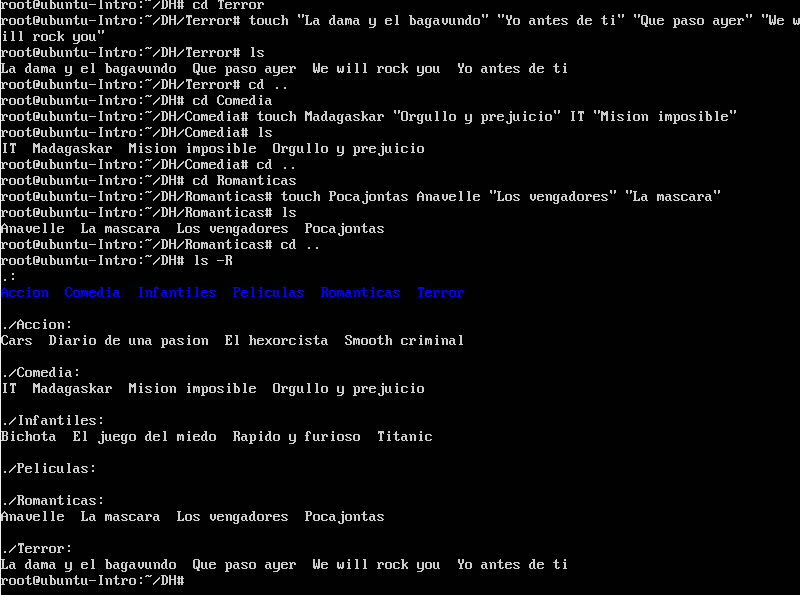 root@ubuntu-Intro:~/DH# cd Terror
root@ubuntu-Intro:~/DH/Terror# touch "La dama y el bagavundo" "Yo antes de ti" "Que paso ayer" "We w
ill rock you"
root@ubuntu-Intro:~/DH/Terror# ls
La dama y el bagavundo  Que paso ayer  We will rock you  Yo antes de ti
root@ubuntu-Intro:~/DH/Terror# cd ..
root@ubuntu-Intro:~/DH# cd Comedia
root@ubuntu-Intro:~/DH/Comedia# touch Madagaskar "Orgullo y prejuicio" IT "Mision imposible"
root@ubuntu-Intro:~/DH/Comedia# ls
IT  Madagaskar  Mision imposible  Orgullo y prejuicio
root@ubuntu-Intro:~/DH/Comedia# cd ..
root@ubuntu-Intro:~/DH# cd Romanticas
root@ubuntu-Intro:~/DH/Romanticas# touch Pocajontas Anavelle "Los vengadores" "La mascara"
root@ubuntu-Intro:~/DH/Romanticas# ls
Anavelle  La mascara  Los vengadores  Pocajontas
root@ubuntu-Intro:~/DH/Romanticas# cd ..
root@ubuntu-Intro:~/DH# ls -R
.:
Accion  Comedia  Infantiles  Peliculas  Romanticas  Terror
./Accion:
Cars  Diario de una pasion  El hexorcista  Smooth criminal
./Comedia:
IT  Madagaskar  Mision imposible  Orgullo y prejuicio
./Infantiles:
Bichota  El juego del miedo  Rapido y furioso  Titanic
./Peliculas:
./Romanticas:
Anavelle  La mascara  Los vengadores  Pocajontas
./Terror:
La dama y el bagavundo  Que paso ayer  We will rock you  Yo antes de ti
root@ubuntu-Intro:~/DH#